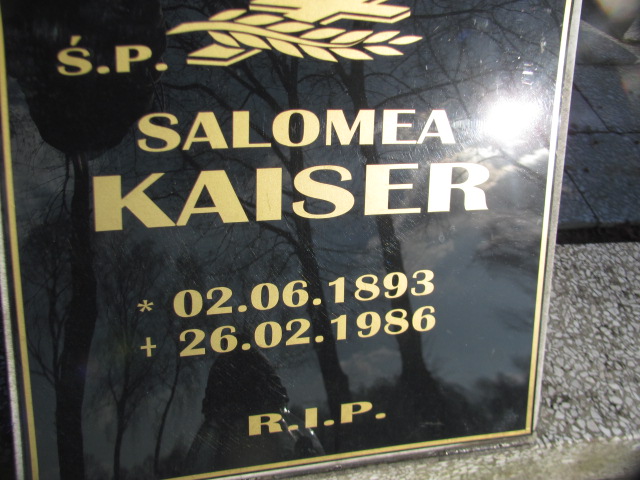 Ś.P.
SALOMEA
KAISER
* 02.06.1893
+ 26.02.1986
R.I.P.